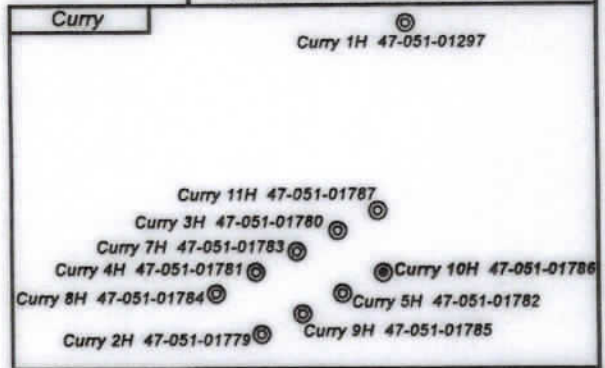 Curry
Curry 1H 47-051-01297
Curry 11H 47-051-01787
Curry 3H 47-051-01780
Curry 7H 47-051-01783
Curry 4H 47-051-01781
Curry 10H 47-051-01786
Curry 8H 47-051-01784
Curry 5H 47-051-01782
Curry 9H 47-051-01785
Curry 2H 47-051-01779